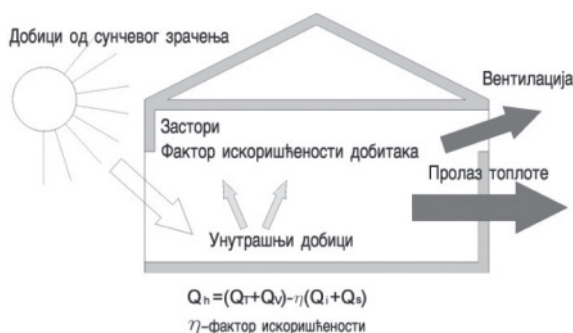 Добици од сунчевог зрачења
Вентилација
Застори
Фактор искоришћености добитака
Пролаз топлоте
Унутрашњи добици
Qh=(QT+QV)-η(Qi+Qs)
η-фактор искоришћености